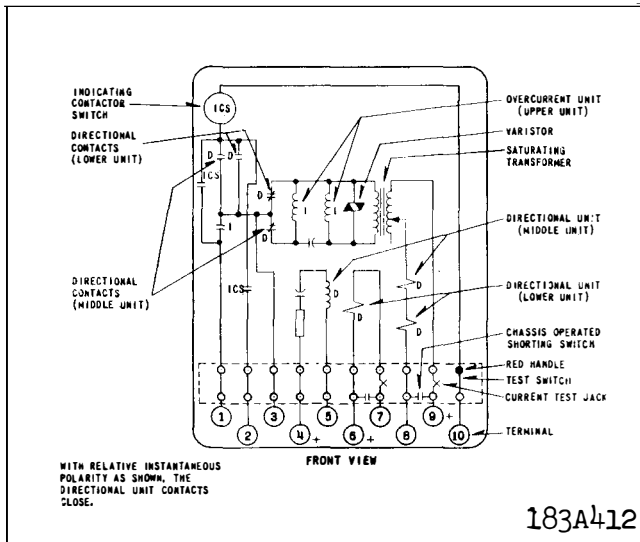 INDICATING
CONTACTOR
SWITCH
ICS
DIRECTIONAL
CONTACTS
(LOWER UNIT)
D
D
ICS
D
D
I
I
I
ICS
DIRECTIONAL
CONTACTS
(MIDDLE UNIT)
OVERCURRENT UNIT
(UPPER UNIT)
VARISTOR
SATURATING
TRANSFORMER
DIRECTIONAL UNIT
(MIDDLE UNIT)
DIRECTIONAL UNIT
(LOWER UNIT)
CHASSIS OPERATED
SHORTING SWITCH
RED HANDLE
TEST SWITCH
CURRENT TEST JACK
TERMINAL
D
D
D
D
1
2
3
4 +
5
6 +
7
8
9 +
10
FRONT VIEW
WITH RELATIVE INSTANTANEOUS
POLARITY AS SHOWN, THE
DIRECTIONAL UNIT CONTACTS
CLOSE.
183A412